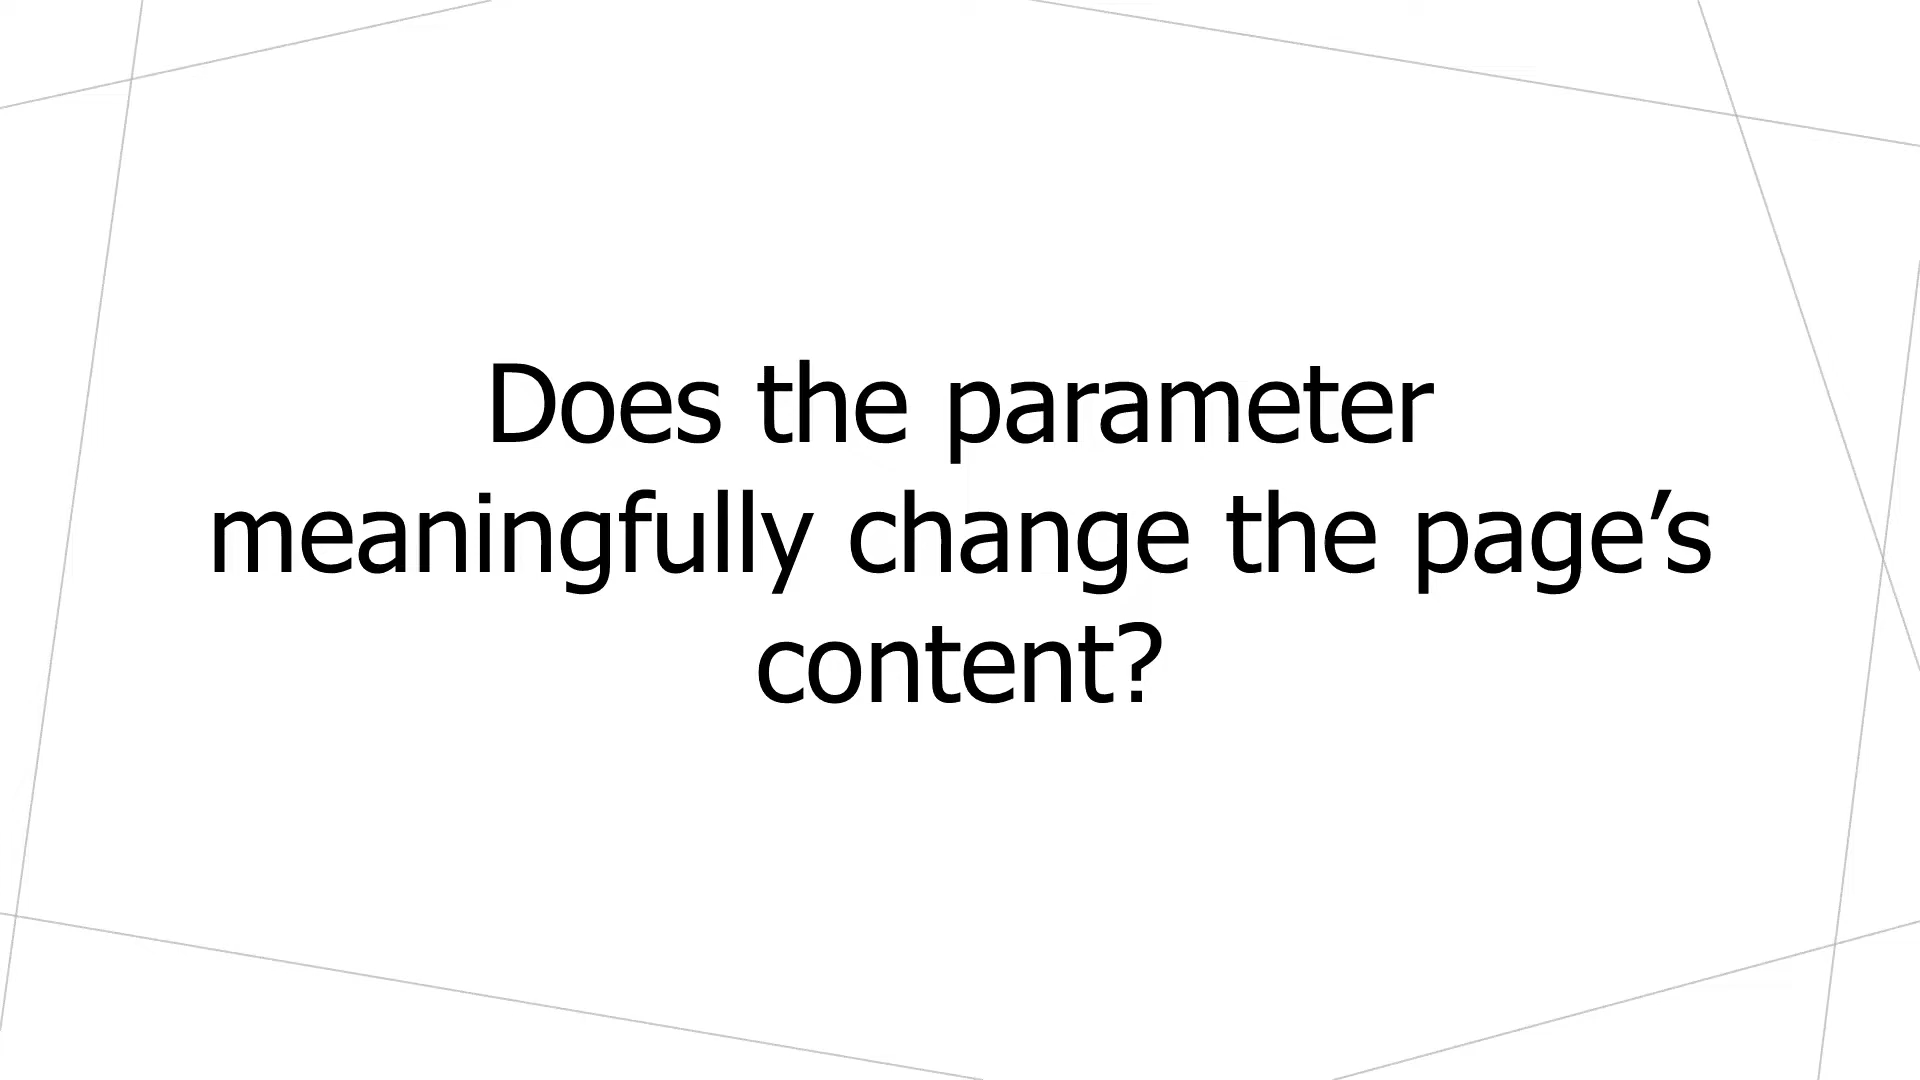 Does the parameter
meaningfully change the page’s
content?